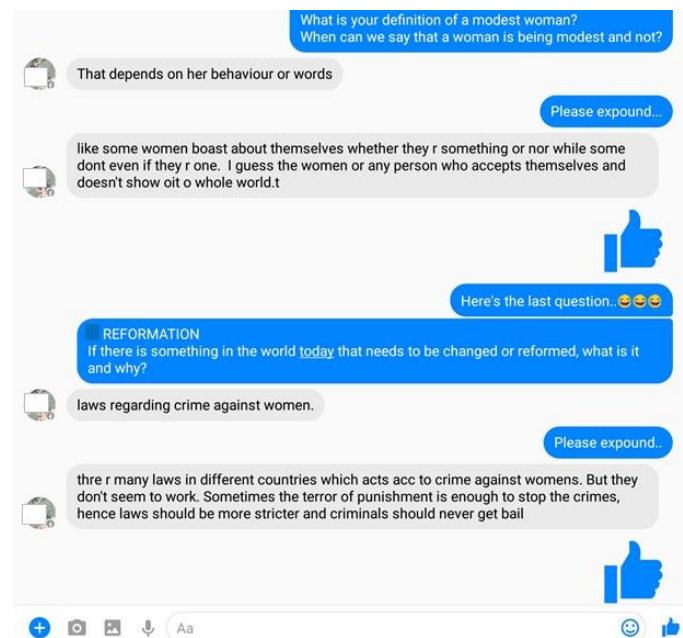 What is your definition of a modest woman?
When can we say that a woman is being modest and not?
That depends on her behaviour or words
Please expound...
like some women boast about themselves whether they r something or nor while some
dont even if they r one. I guess the women or any person who accepts themselves and
doesn't show oit o whole world.t
Here's the last question..😂😂😂
REFORMATION
If there is something in the world today that needs to be changed or reformed, what is it
and why?
laws regarding crime against women.
Please expound..
thre r many laws in different countries which acts acc to crime against womens. But they
don't seem to work. Sometimes the terror of punishment is enough to stop the crimes,
hence laws should be more stricter and criminals should never get bail
Aa